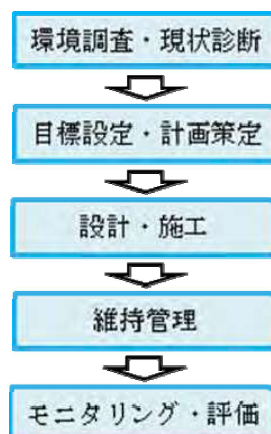 環境調査・現状診断
目標設定・計画策定
設計・施工
維持管理
モニタリング・評価